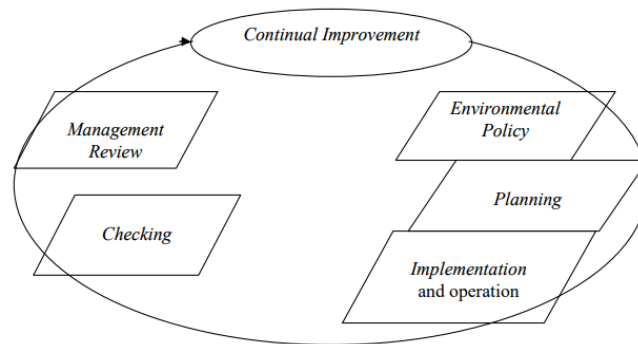 Continual Improvement
Environmental
Policy
Management
Review
Planning
Checking
Implementation
and operation